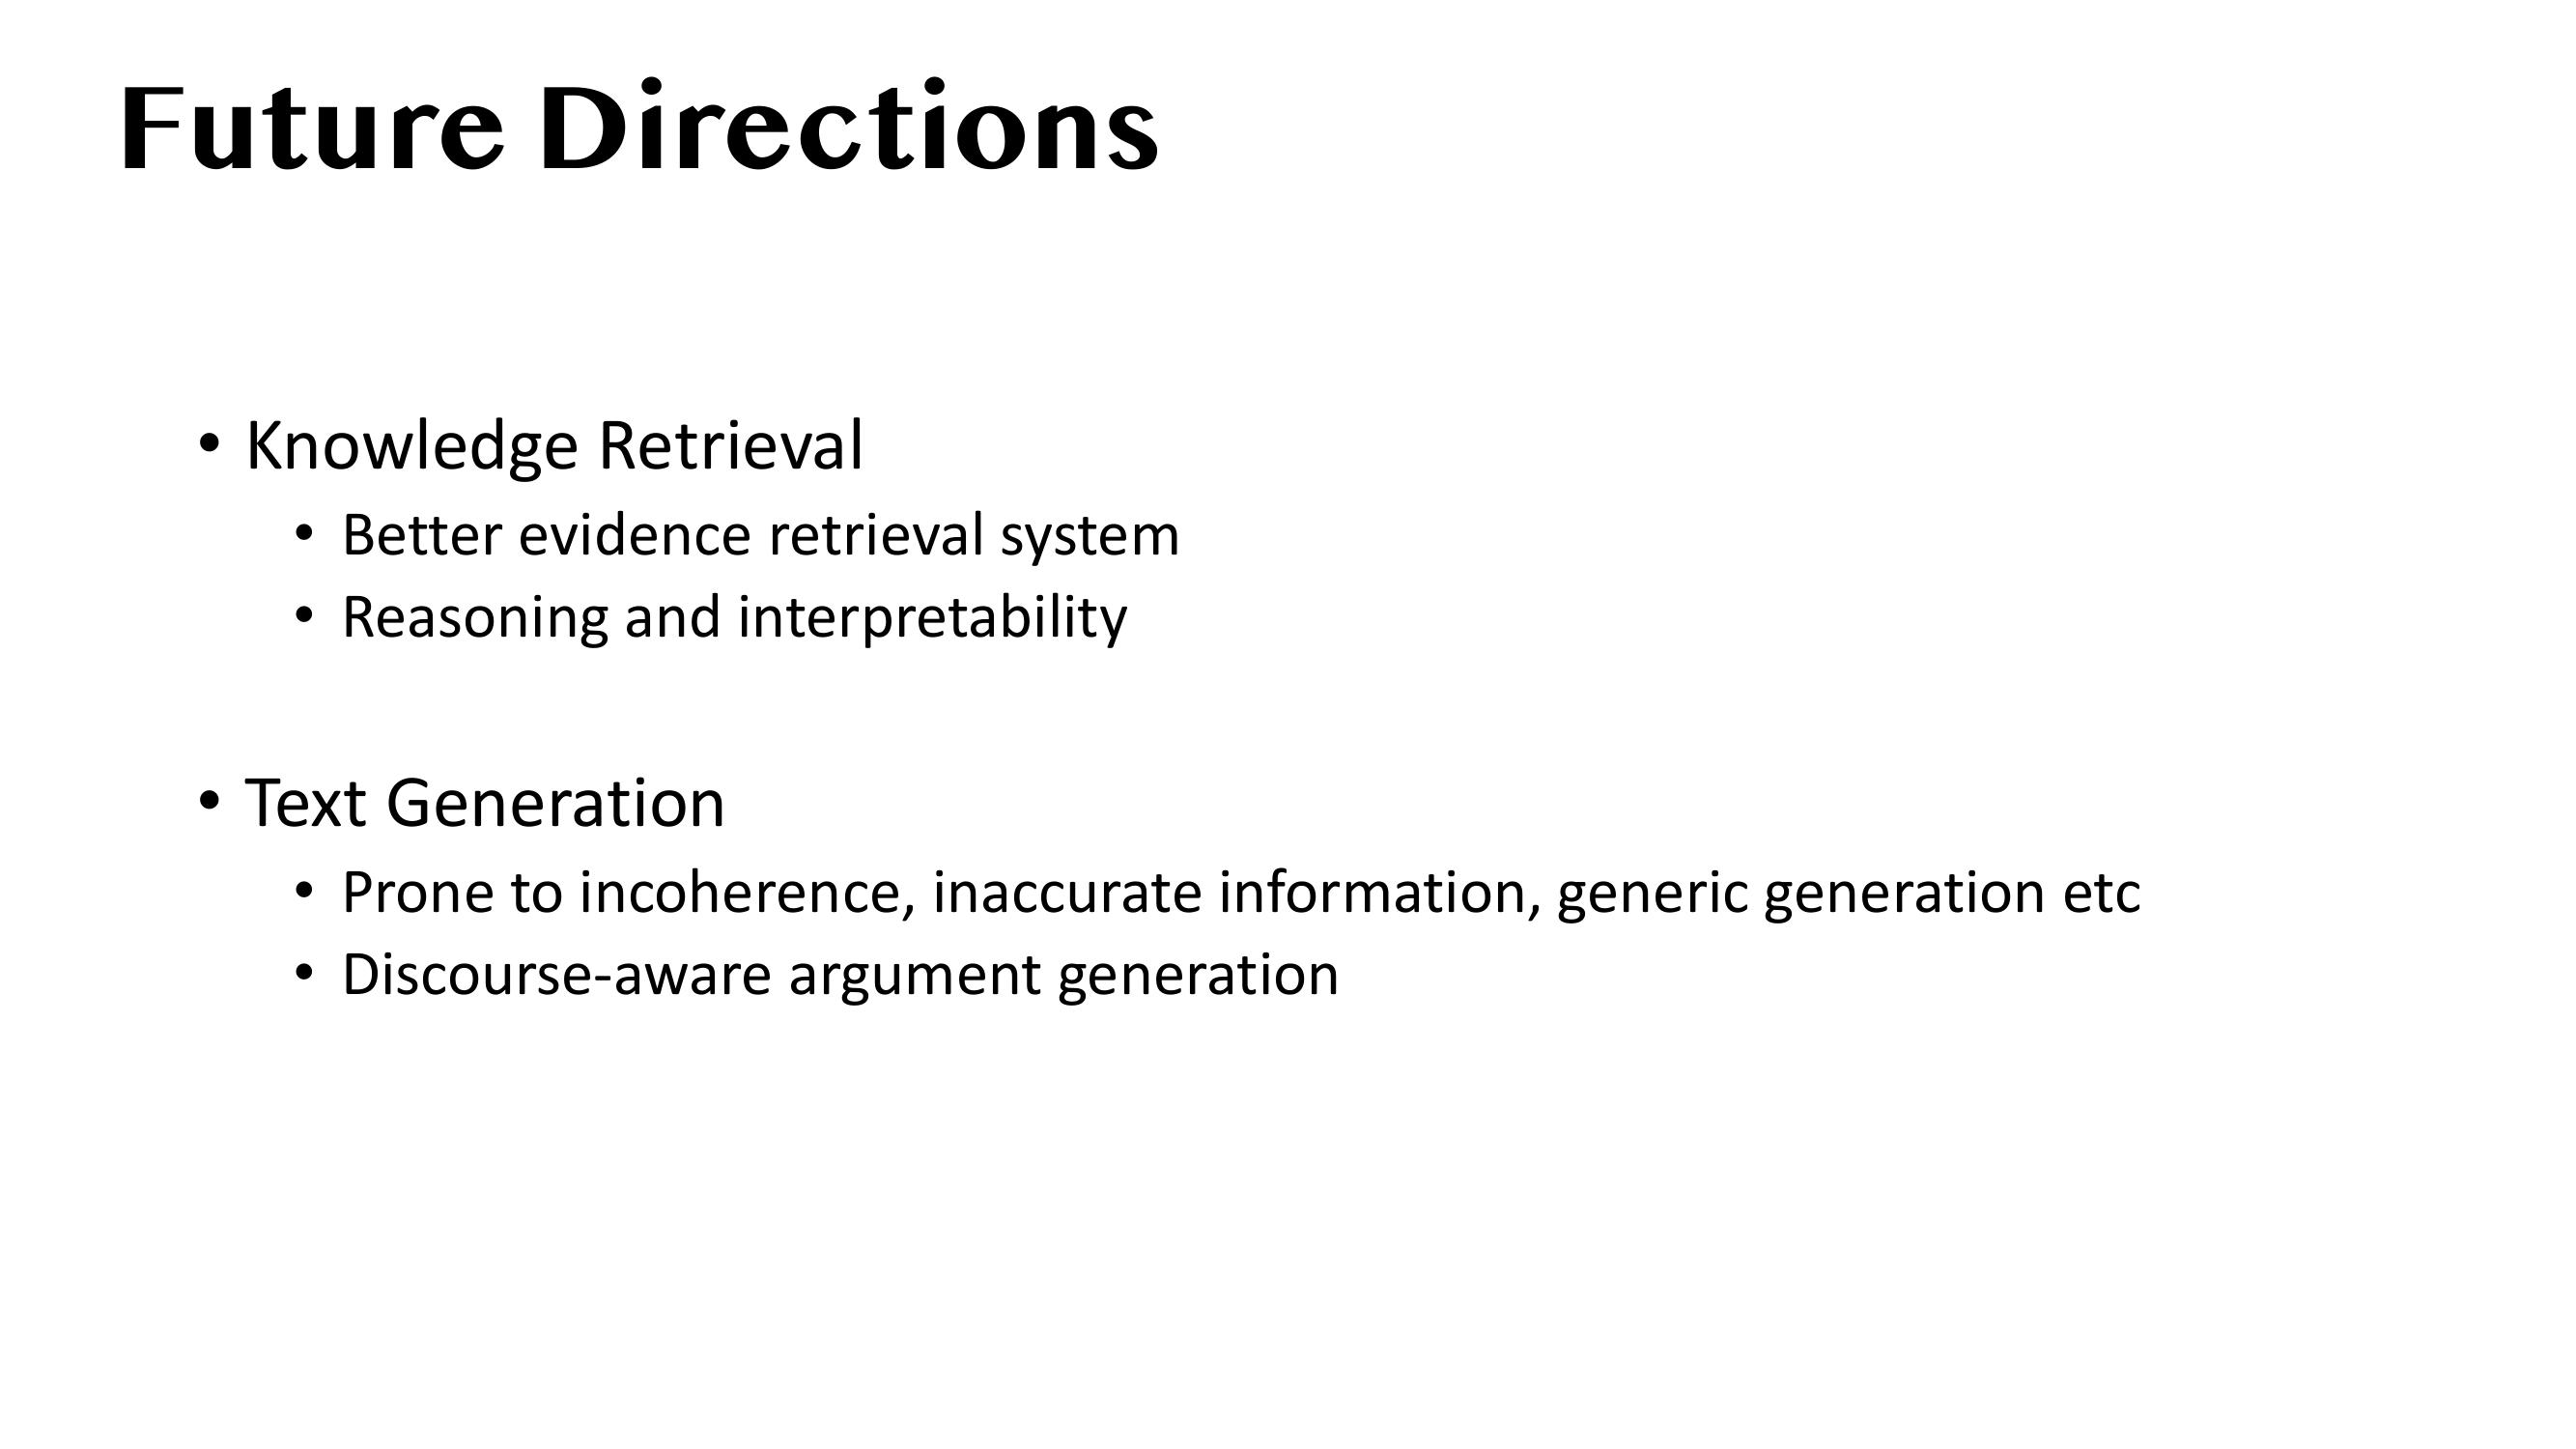 Future Directions
• Knowledge Retrieval
• Better evidence retrieval system
• Reasoning and interpretability
• Text Generation
• Prone to incoherence, inaccurate information, generic generation etc
• Discourse-aware argument generation